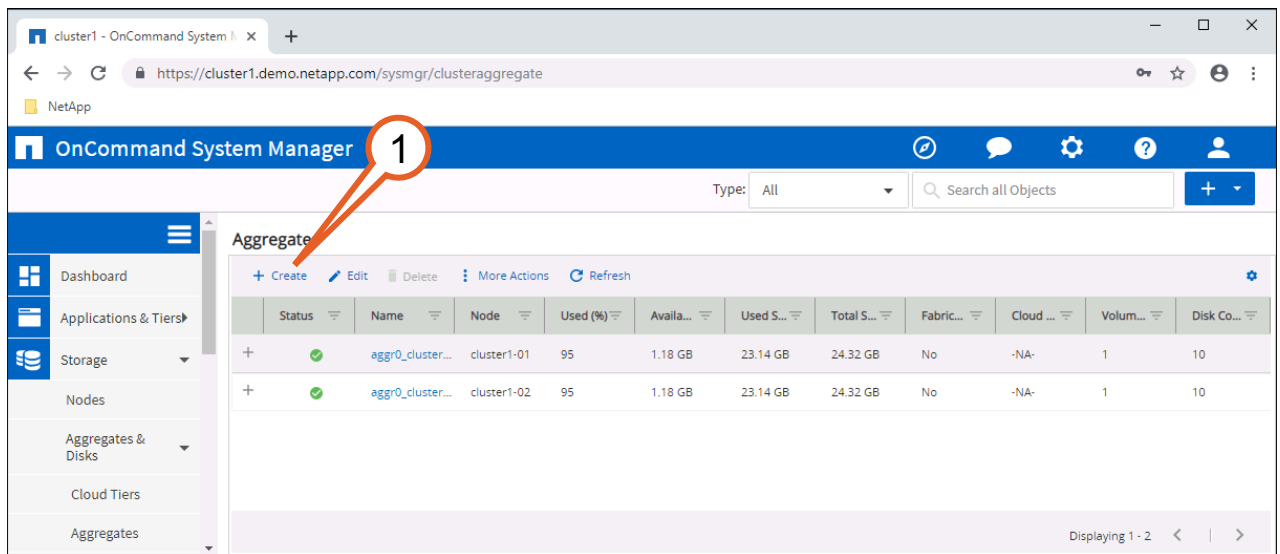 cluster1 - OnCommand System M
https://cluster1.demo.netapp.com/sysmgr/clusteraggregate
NetApp
OnCommand System Manager
1
Type: All Search all Objects
Aggregate
Dashboard
Applications & Tiers
Storage
Nodes
Aggregates &
Disks
Cloud Tiers
Aggregates
+ Create Edit Delete More Actions Refresh
Status Name Node Used (%) Availa... Used S... Total S... Fabric... Cloud ... Volum... Disk Co...
+ aggr0_cluster... cluster1-01 95 1.18 GB 23.14 GB 24.32 GB No -NA- 1 10
+ aggr0_cluster... cluster1-02 95 1.18 GB 23.14 GB 24.32 GB No -NA- 1 10
Displaying 1 - 2